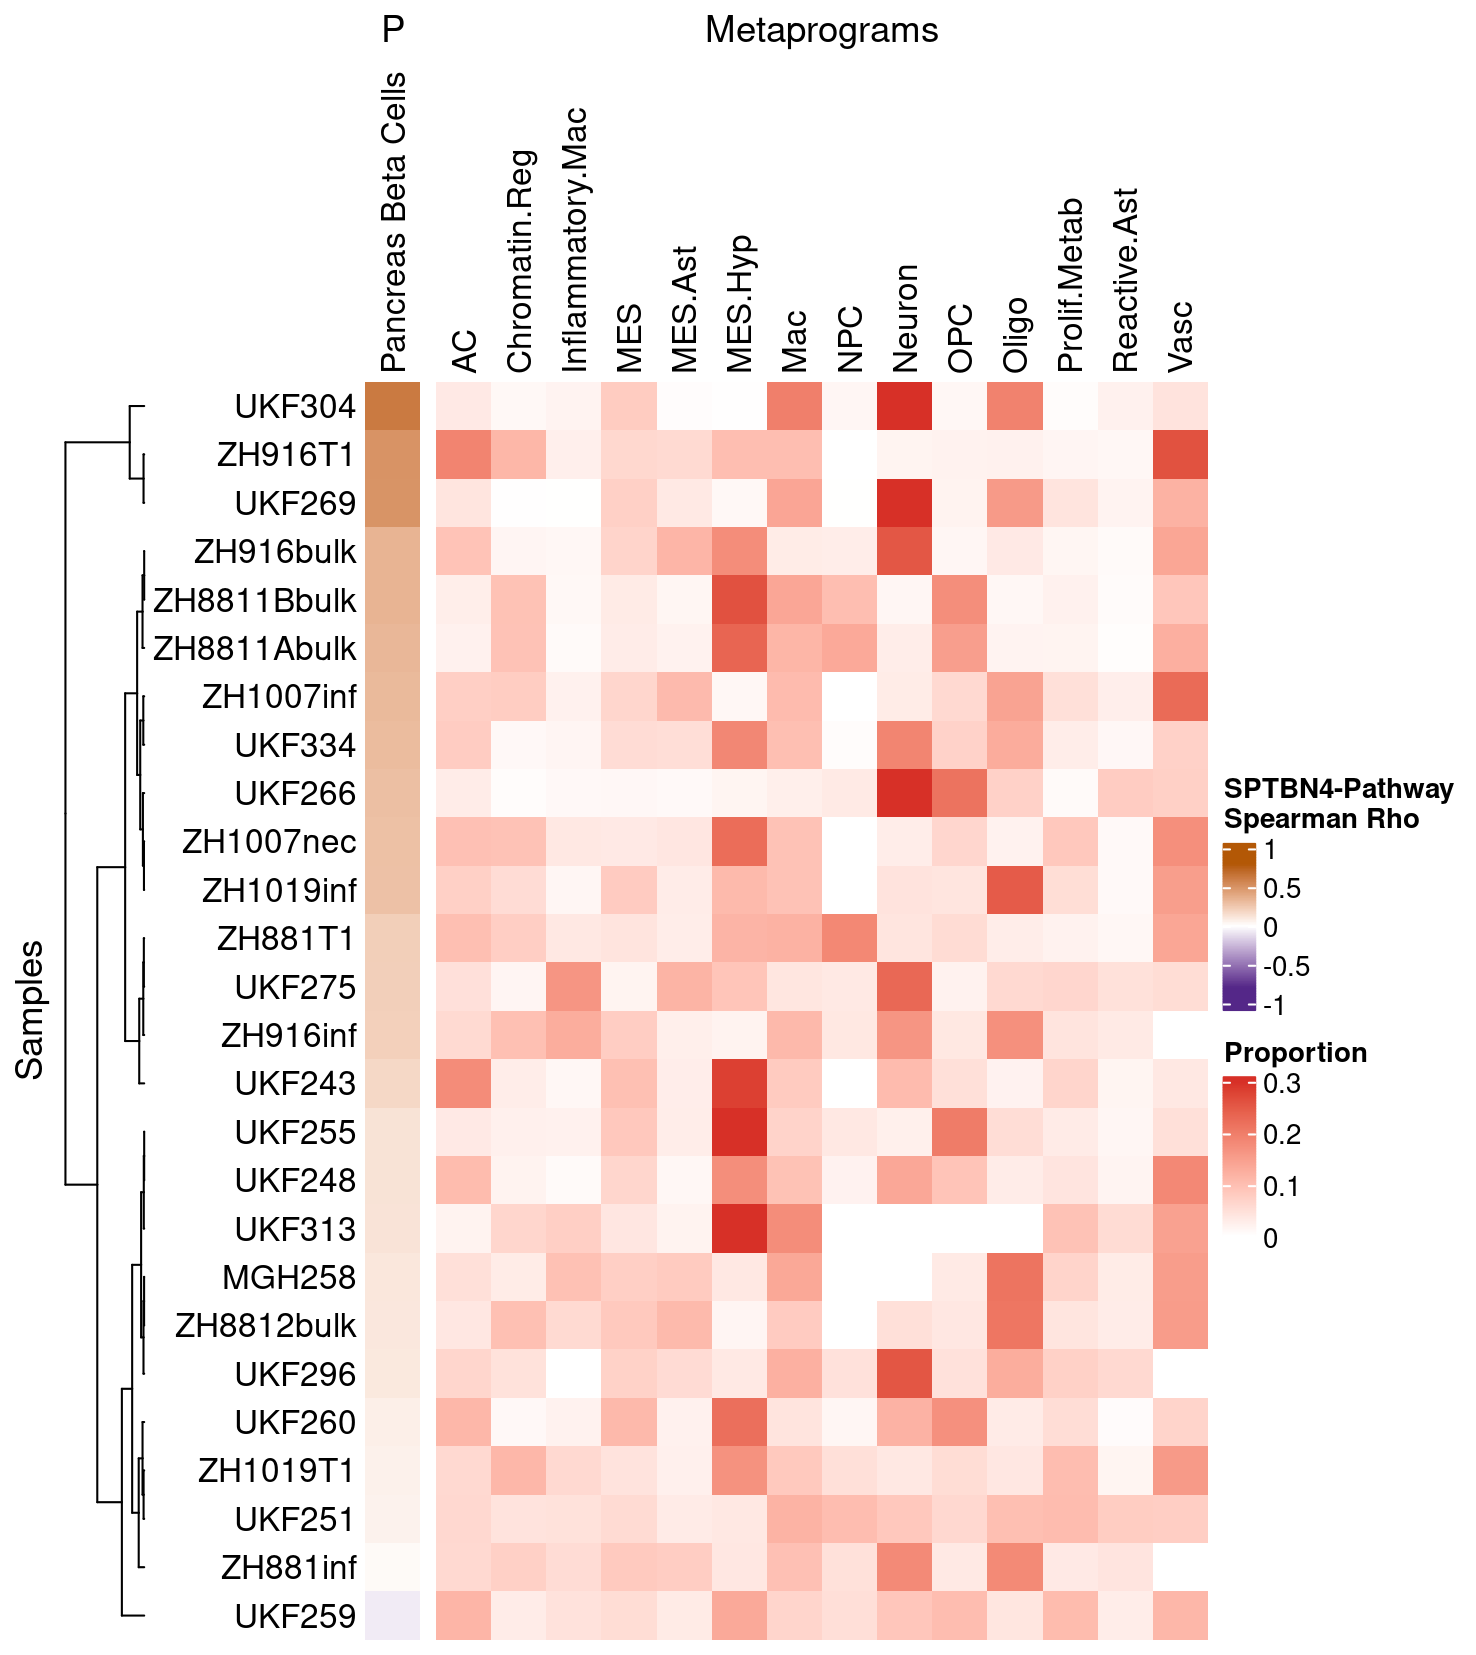 P
Metaprograms
Pancreas Beta Cells
AC
Chromatin.Reg
Inflammatory.Mac
MES
MES.Ast
MES.Hyp
Mac
NPC
Neuron
OPC
Oligo
Prolif.Metab
Reactive.Ast
Vasc
Samples
UKF304
ZH916T1
UKF269
ZH916bulk
ZH8811Bbulk
ZH8811Abulk
ZH1007inf
UKF334
UKF266
ZH1007nec
ZH1019inf
ZH881T1
UKF275
ZH916inf
UKF243
UKF255
UKF248
UKF313
MGH258
ZH8812bulk
UKF296
UKF260
ZH1019T1
UKF251
ZH881inf
UKF259
SPTBN4-Pathway
Spearman Rho
1
0.5
0
-0.5
-1
Proportion
0.3
0.2
0.1
0